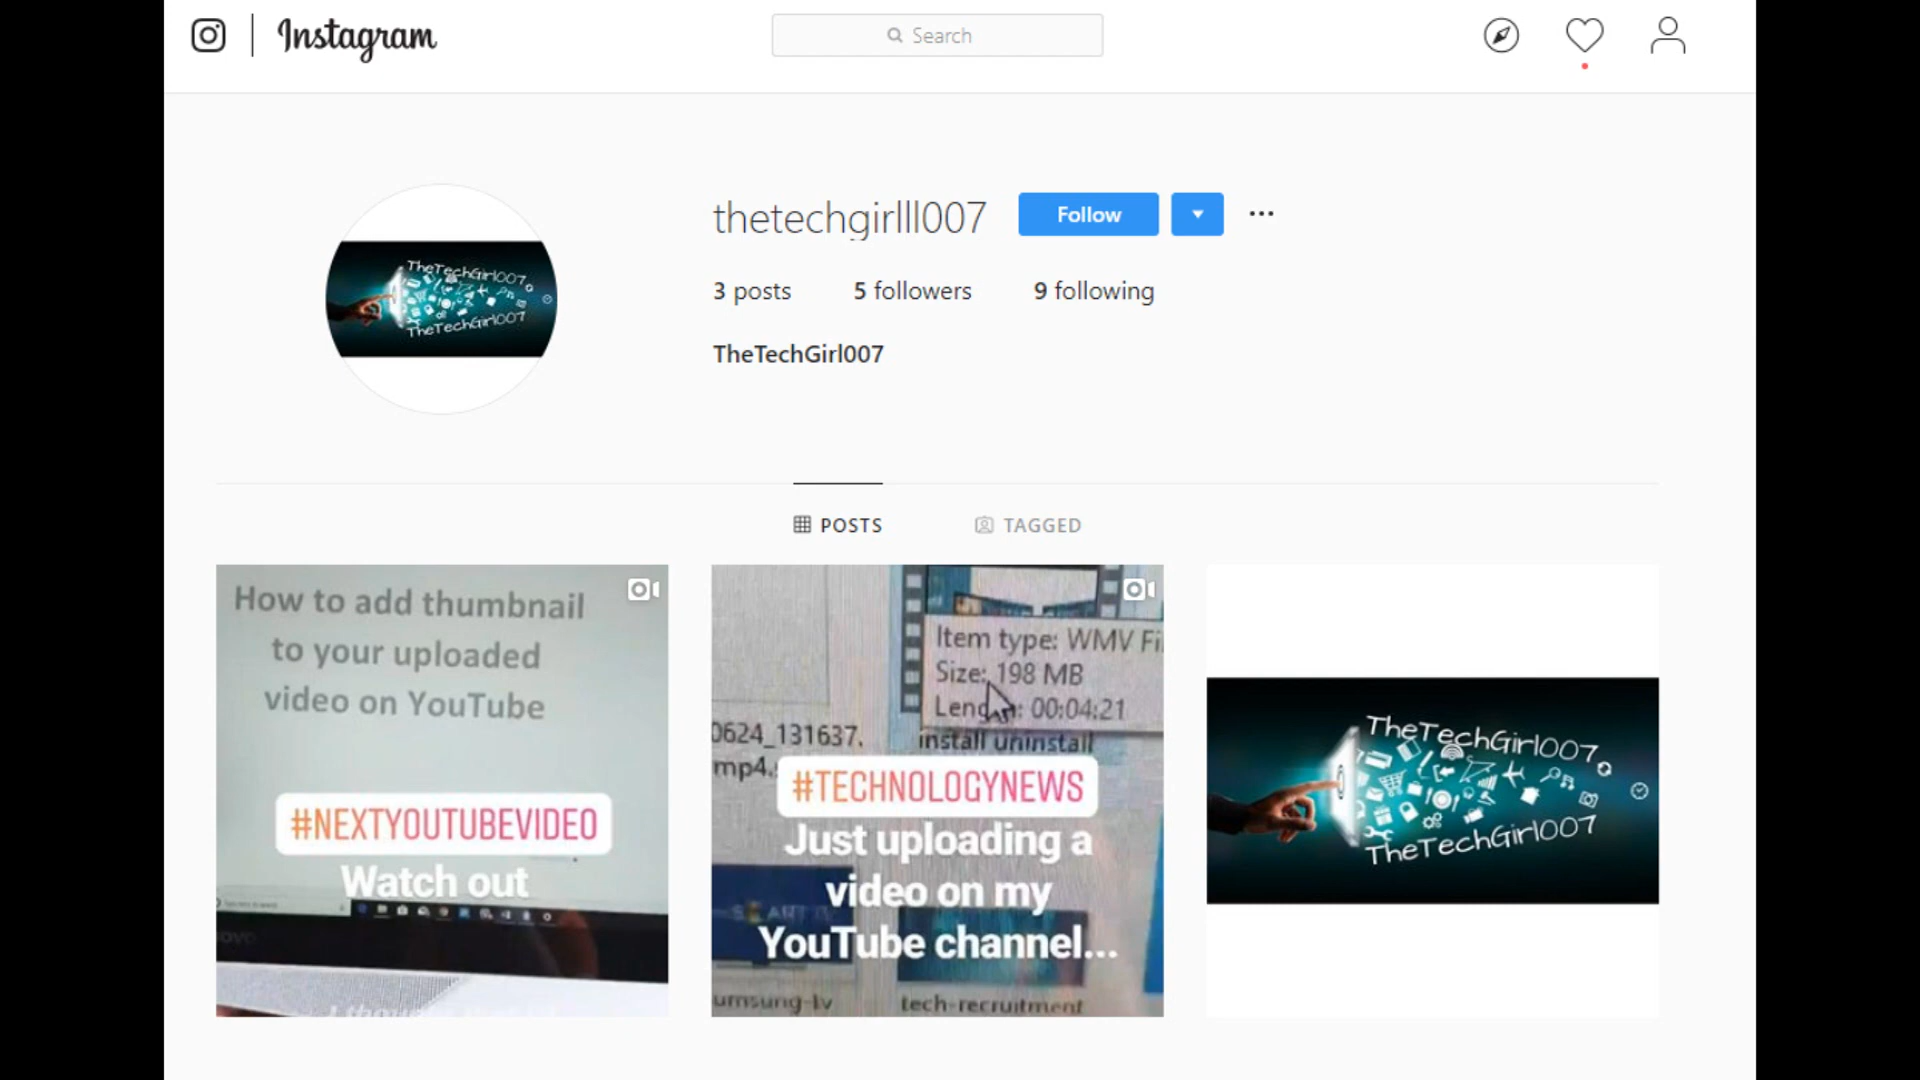 Instagram
Search
thetechgirlll007
Follow
3 posts 5 followers 9 following
TheTechGirl007
TheTechGirl007
TheTechGirl007
POSTS TAGGED
How to add thumbnail
to your uploaded
video on YouTube
#NEXTYOUTUBEVIDEO
Watch out
Item type: WMV Fi
Size: 198 MB
Length: 00:04:21
0624_131637.
install uninstall
mp4.
#TECHNOLOGYNEWS
Just uploading a
video on my
YouTube channel...
tech-recruitment
TheTechGirl007
TheTechGirl007